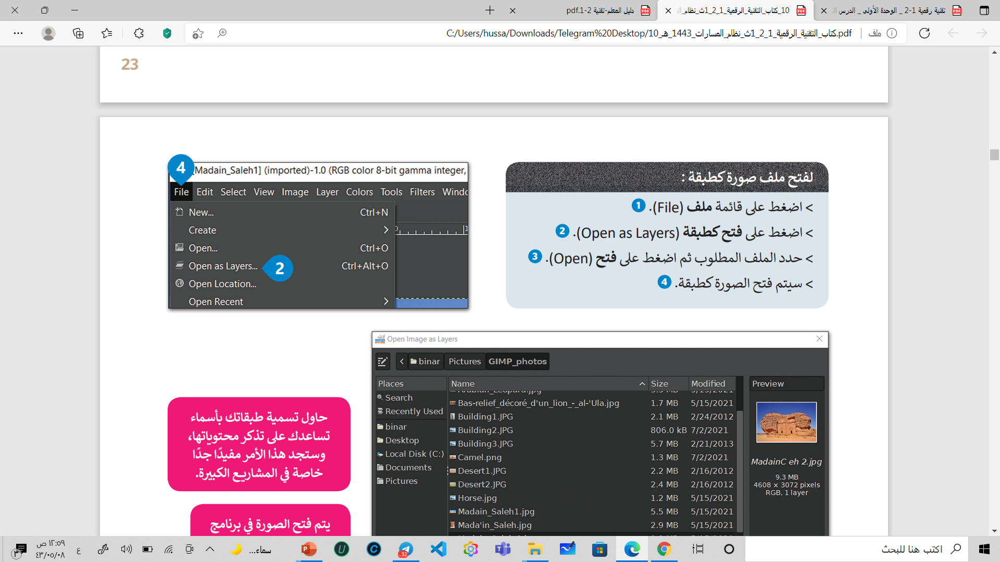 تقنية رقمية 1-2 _ الوحدة الأولى _ الدرس ال
10_كتاب_التقنية_الرقمية_1_2_1ث_نظام_ال
دليل المعلم-تقنية 2-1.pdf
C:/Users/hussa/Downloads/Telegram%20Desktop/10_كتاب_التقنية_الرقمية_1_2_1ث_نظام_المسارات_1443_هـ.pdf
ملف
23
لفتح ملف صورة كطبقة :
> اضغط على قائمة ملف (File). 1
> اضغط على فتح كطبقة (Open as Layers). 2
> حدد الملف المطلوب ثم اضغط على فتح (Open). 3
> سيتم فتح الصورة كطبقة. 4
4
[Madain_Saleh1] (imported)-1.0 (RGB color 8-bit gamma integer,
File Edit Select View Image Layer Colors Tools Filters Windo
New... Ctrl+N
Create
Open... Ctrl+O
Open as Layers... 2 Ctrl+Alt+O
Open Location...
Open Recent
Open Image as Layers
binar Pictures GIMP_photos
Places
Search
Recently Used
binar
Desktop
Local Disk (C:)
Documents
Pictures
Name Size Modified
Arabian_Leopard.jpg 5/15/2021
Bas-relief_décoré_d'un_lion_-_al-'Ula.jpg 1.7 MB 5/15/2021
Building1.JPG 2.1 MB 2/24/2012
Building2.JPG 806.0 kB 7/2/2021
Building3.JPG 5.7 MB 2/21/2013
Camel.png 1.3 MB 7/2/2021
Desert1.JPG 2.2 MB 2/16/2012
Desert2.JPG 2.4 MB 2/16/2012
Horse.jpg 1.2 MB 5/15/2021
Madain_Saleh1.jpg 5.5 MB 5/15/2021
Mada'in_Saleh.jpg 2.9 MB 5/15/2021
Preview
MadainC eh 2.jpg
9.3 MB
4608 × 3072 pixels
RGB, 1 layer
حاول تسمية طبقاتك بأسماء
تساعدك على تذكر محتوياتها،
وستجد هذا الأمر مفيدًا جدًا
خاصة في المشاريع الكبيرة.
يتم فتح الصورة في برنامج
اكتب هنا للبحث
..32
سماء...
ع
١٢:٥٩ ص
٤٣/٠٥/٠٨
٣